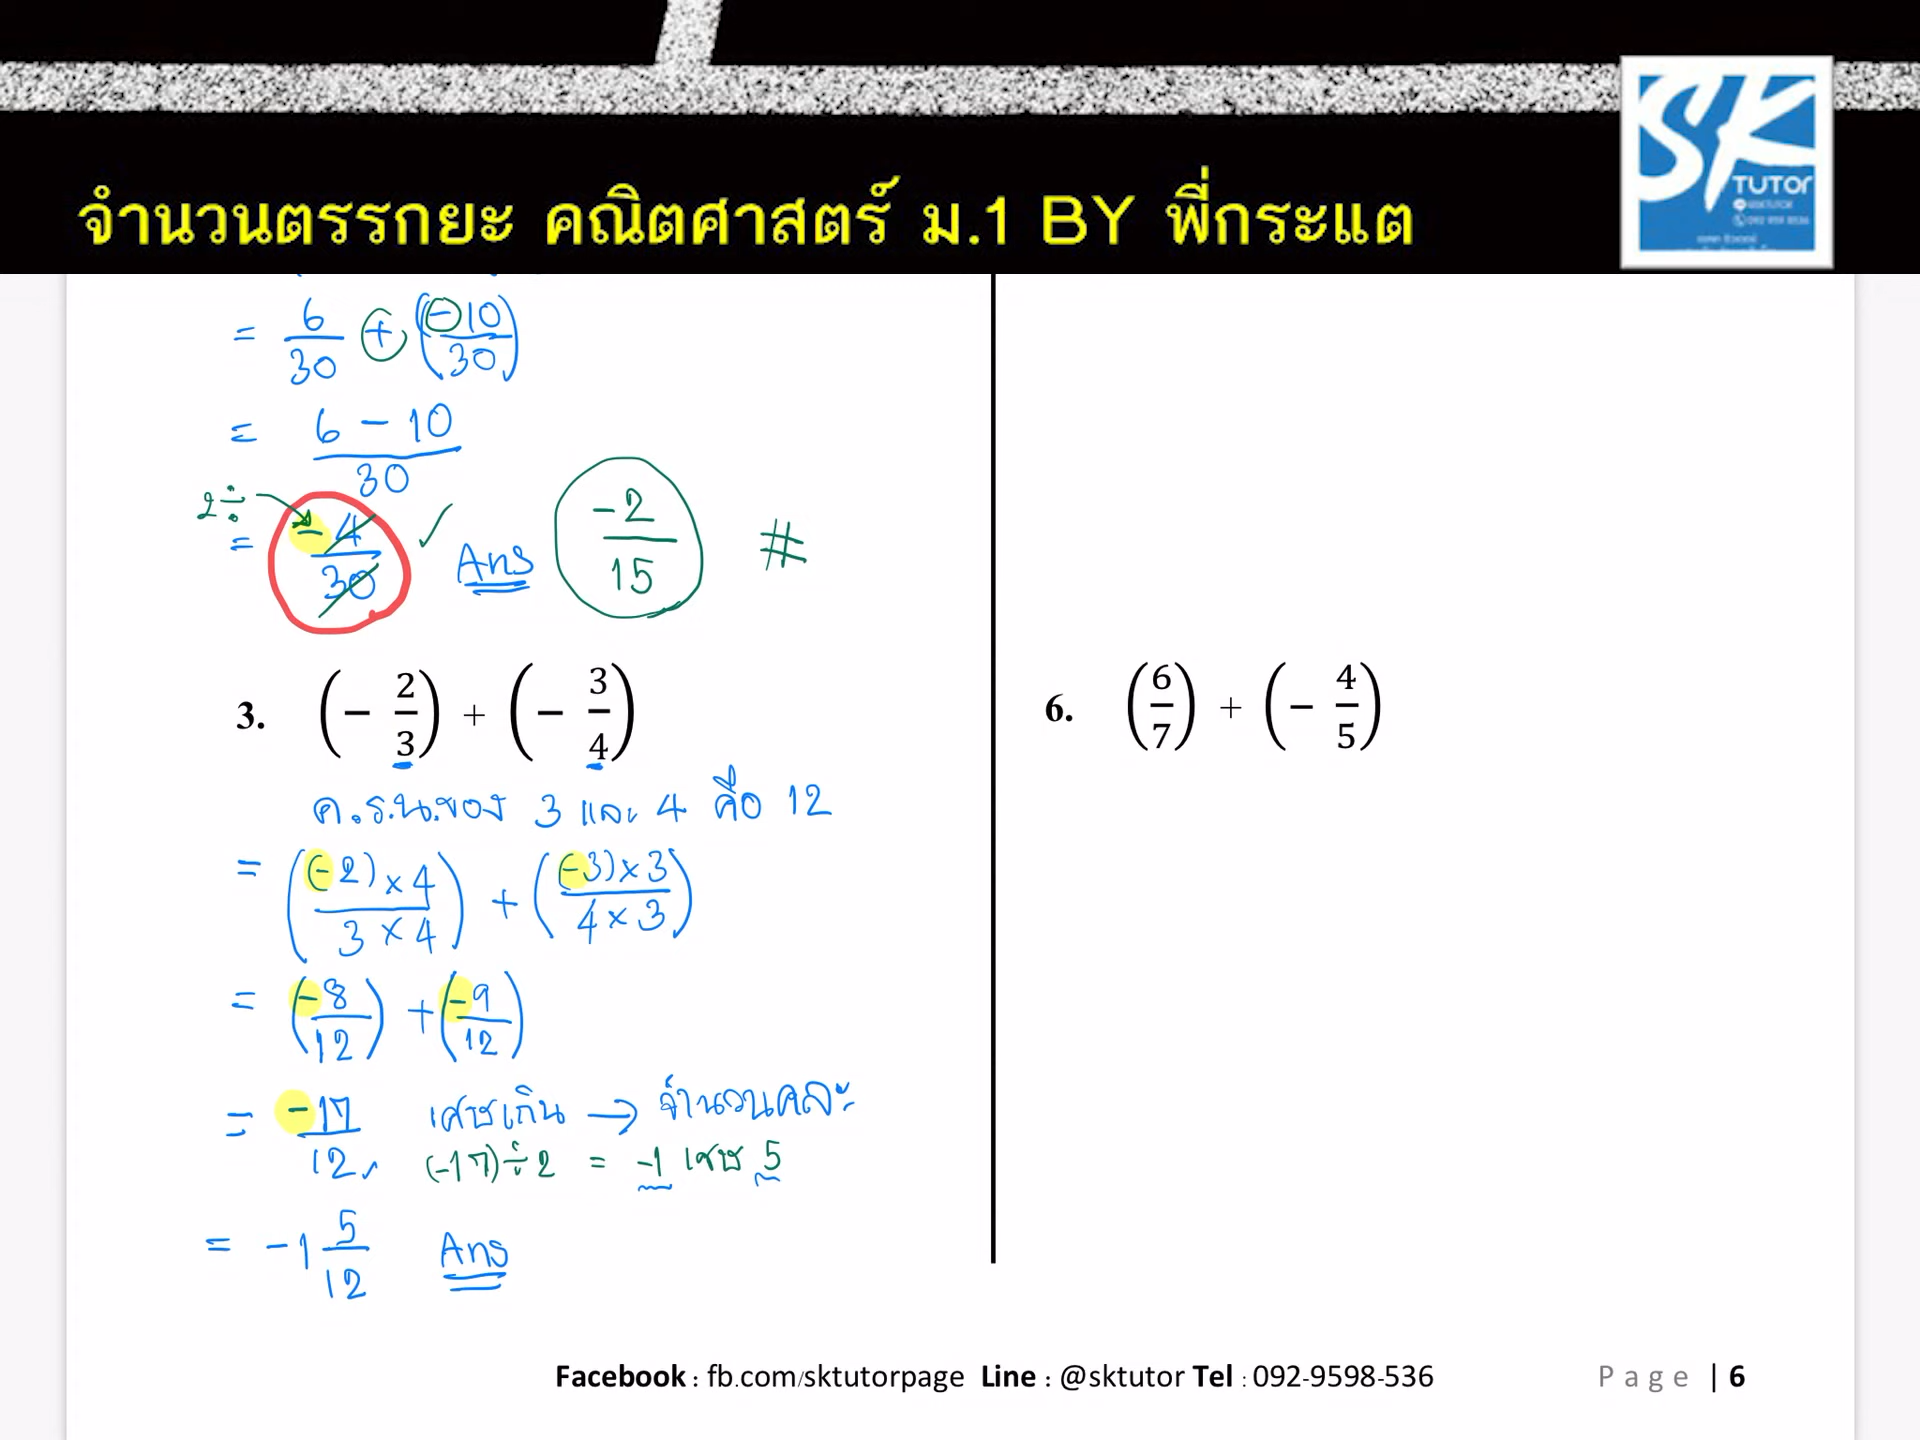 จำนวนตรรกยะ คณิตศาสตร์ ม.1 BY พี่กระแต
SK
TUTOR
= 6/30 + (-10/30)
= (6 - 10)/30
2÷
= -4/30 ✓ Ans -2/15 #
3. (- 2/3) + (- 3/4)
ค.ร.น.ของ 3 และ 4 คือ 12
= ((-2)×4 / 3×4) + ((-3)×3 / 4×3)
= (-8/12) + (-9/12)
= -17/12 เศษเกิน → จำนวนคละ
(-17)÷2 = -1 เศษ 5
= -1 5/12 Ans
6. (6/7) + (- 4/5)
Facebook : fb.com/sktutorpage Line : @sktutor Tel : 092-9598-536
Page | 6